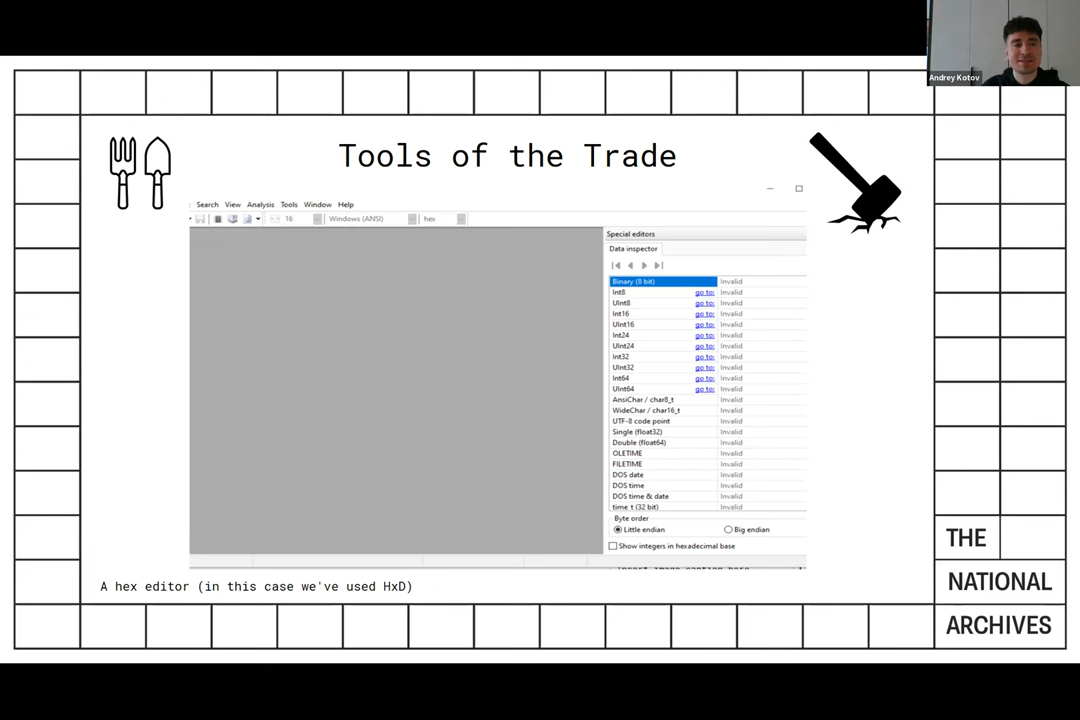 Andrey Kotov
Tools of the Trade
Search View Analysis Tools Window Help
16 Windows (ANSI) hex
Special editors
Data inspector
Binary (8 bit) Invalid
Int8 go to: Invalid
UInt8 go to: Invalid
Int16 go to: Invalid
UInt16 go to: Invalid
Int24 go to: Invalid
UInt24 go to: Invalid
Int32 go to: Invalid
UInt32 go to: Invalid
Int64 go to: Invalid
UInt64 go to: Invalid
AnsiChar / char8_t Invalid
WideChar / char16_t Invalid
UTF-8 code point Invalid
Single (float32) Invalid
Double (float64) Invalid
OLETIME Invalid
FILETIME Invalid
DOS date Invalid
DOS time Invalid
DOS time & date Invalid
time_t (32 bit) Invalid
Byte order
Little endian Big endian
Show integers in hexadecimal base
A hex editor (in this case we've used HxD)
THE
NATIONAL
ARCHIVES